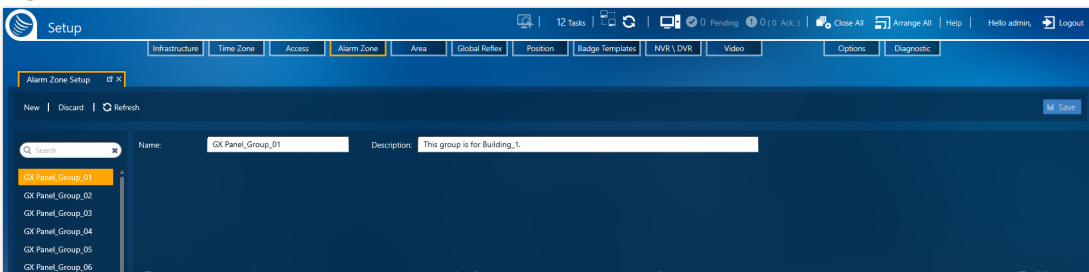 Setup
12 Tasks | 0 Pending 0 ( 0 Ack. ) | Close All Arrange All | Help | Hello admin, Logout
Infrastructure Time Zone Access Alarm Zone Area Global Reflex Position Badge Templates NVR \ DVR Video Options Diagnostic
Alarm Zone Setup
New | Discard | Refresh Save
Search
Name: GX Panel_Group_01 Description: This group is for Building_1.
GX Panel_Group_01
GX Panel_Group_02
GX Panel_Group_03
GX Panel_Group_04
GX Panel_Group_05
GX Panel_Group_06